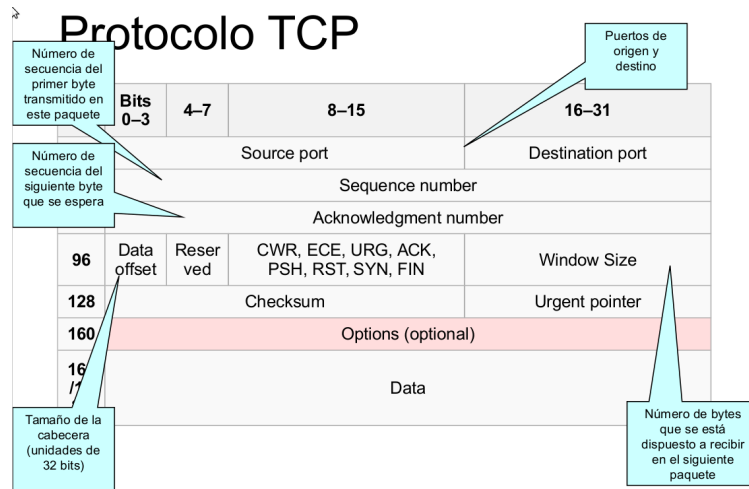 Protocolo TCP
Número de
secuencia del
primer byte
transmitido en
este paquete
Puertos de
origen y
destino
Bits
0–3
4–7
8–15
16–31
Source port
Destination port
Número de
secuencia del
siguiente byte
que se espera
Sequence number
Acknowledgment number
96
Data
offset
Reser
ved
CWR, ECE, URG, ACK,
PSH, RST, SYN, FIN
Window Size
128
Checksum
Urgent pointer
160
Options (optional)
Data
Tamaño de la
cabecera
(unidades de
32 bits)
Número de bytes
que se está
dispuesto a recibir
en el siguiente
paquete